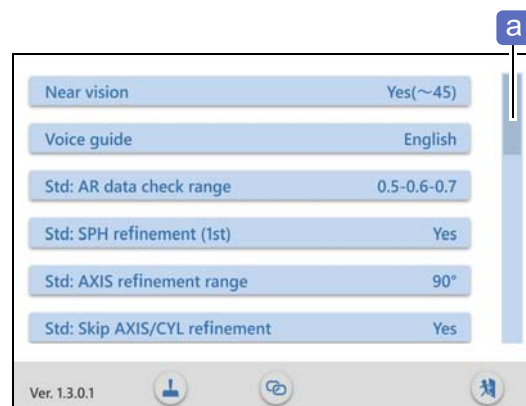 a
Near vision Yes(～45)
Voice guide English
Std: AR data check range 0.5-0.6-0.7
Std: SPH refinement (1st) Yes
Std: AXIS refinement range 90°
Std: Skip AXIS/CYL refinement Yes
Ver. 1.3.0.1